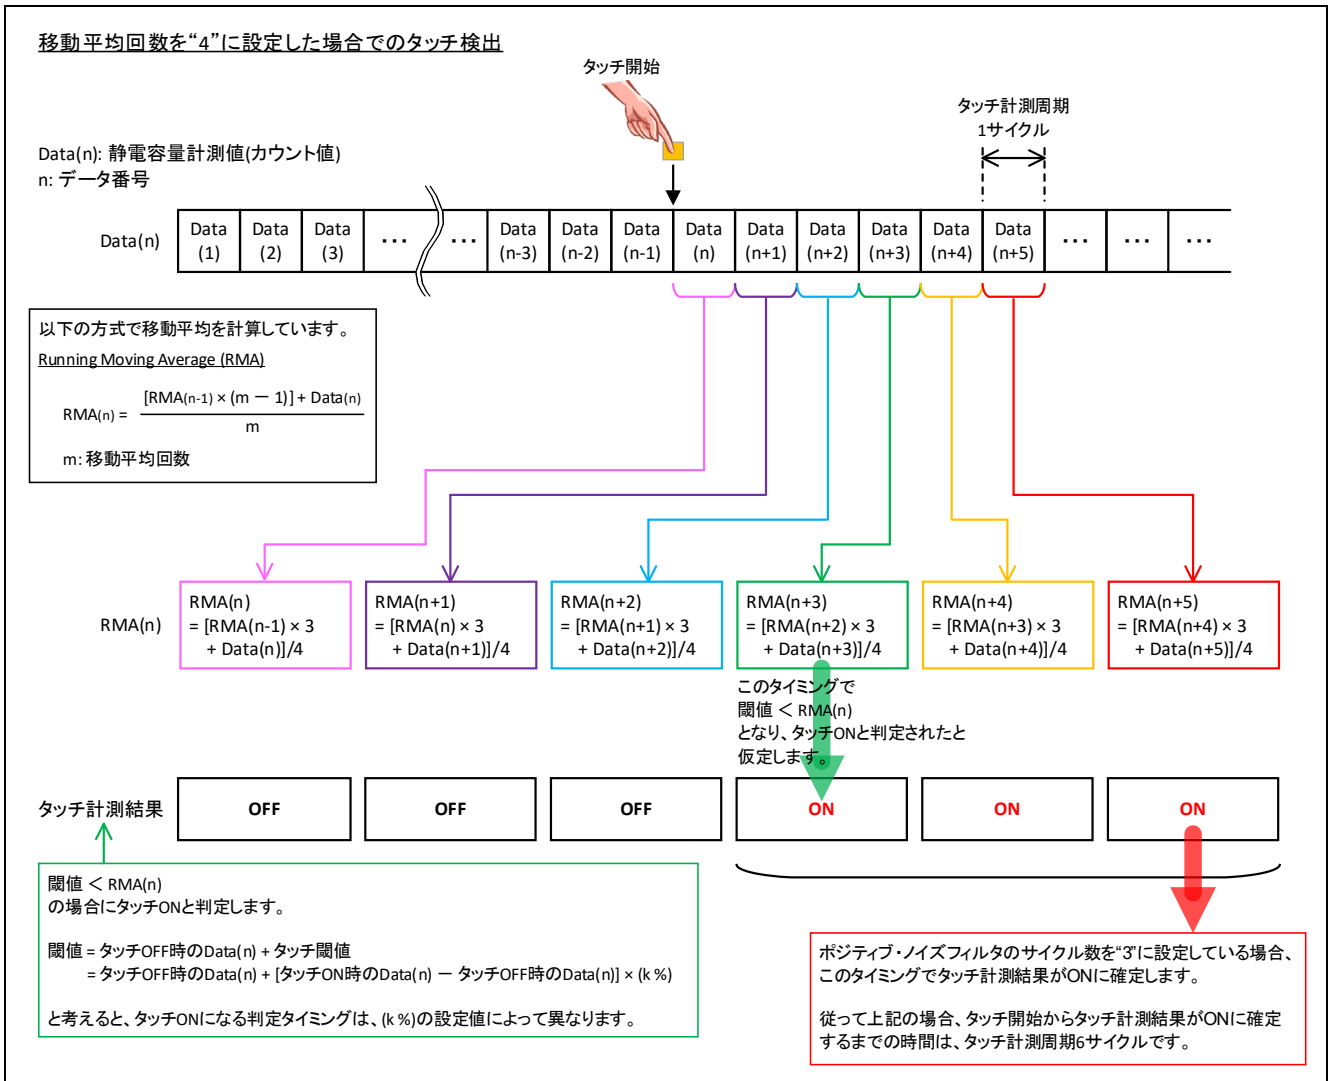 移動平均回数を“4”に設定した場合でのタッチ検出
タッチ開始
タッチ計測周期
1サイクル
Data(n): 静電容量計測値(カウント値)
n: データ番号
Data(n)
Data (1)
Data (2)
Data (3)
...
...
Data (n-3)
Data (n-2)
Data (n-1)
Data (n)
Data (n+1)
Data (n+2)
Data (n+3)
Data (n+4)
Data (n+5)
...
...
...
以下の方式で移動平均を計算しています。
Running Moving Average (RMA)
RMA(n) = [RMA(n-1) × (m ー 1)] + Data(n)
m
m: 移動平均回数
RMA(n)
RMA(n)
= [RMA(n-1) × 3
+ Data(n)]/4
RMA(n+1)
= [RMA(n) × 3
+ Data(n+1)]/4
RMA(n+2)
= [RMA(n+1) × 3
+ Data(n+2)]/4
RMA(n+3)
= [RMA(n+2) × 3
+ Data(n+3)]/4
RMA(n+4)
= [RMA(n+3) × 3
+ Data(n+4)]/4
RMA(n+5)
= [RMA(n+4) × 3
+ Data(n+5)]/4
このタイミングで
閾値 < RMA(n)
となり、タッチONと判定されたと
仮定します。
タッチ計測結果
OFF
OFF
OFF
ON
ON
ON
閾値 < RMA(n)
の場合にタッチONと判定します。
閾値 = タッチOFF時のData(n) + タッチ閾値
= タッチOFF時のData(n) + [タッチON時のData(n) ー タッチOFF時のData(n)] × (k %)
と考えると、タッチONになる判定タイミングは、(k %)の設定値によって異なります。
ポジティブ・ノイズフィルタのサイクル数を“3”に設定している場合、
このタイミングでタッチ計測結果がONに確定します。
従って上記の場合、タッチ開始からタッチ計測結果がONに確定
するまでの時間は、タッチ計測周期6サイクルです。